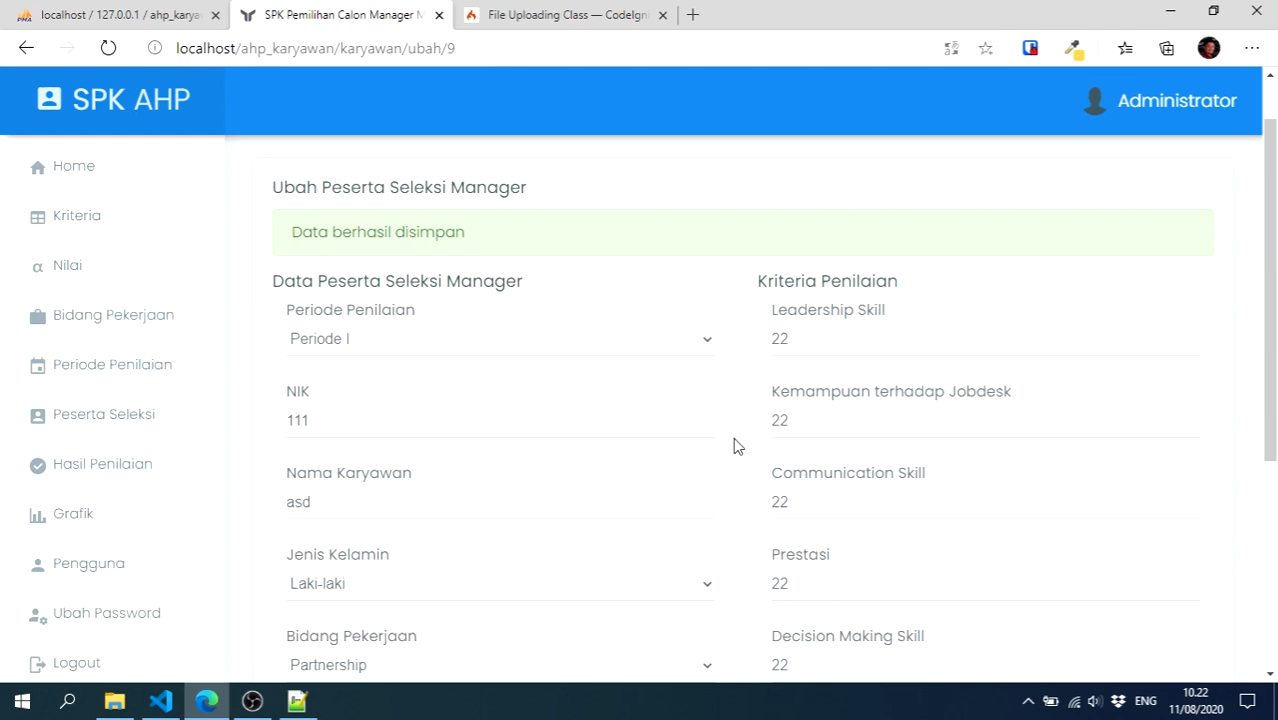 localhost / 127.0.0.1 / ahp_karya
SPK Pemilihan Calon Manager M
File Uploading Class — CodeIgn
localhost/ahp_karyawan/karyawan/ubah/9
SPK AHP
Administrator
Home
Kriteria
α Nilai
Bidang Pekerjaan
Periode Penilaian
Peserta Seleksi
Hasil Penilaian
Grafik
Pengguna
Ubah Password
Logout
Ubah Peserta Seleksi Manager
Data berhasil disimpan
Data Peserta Seleksi Manager
Periode Penilaian
Periode I
NIK
111
Nama Karyawan
asd
Jenis Kelamin
Laki-laki
Bidang Pekerjaan
Partnership
Kriteria Penilaian
Leadership Skill
22
Kemampuan terhadap Jobdesk
22
Communication Skill
22
Prestasi
22
Decision Making Skill
22
ENG
10.22
11/08/2020